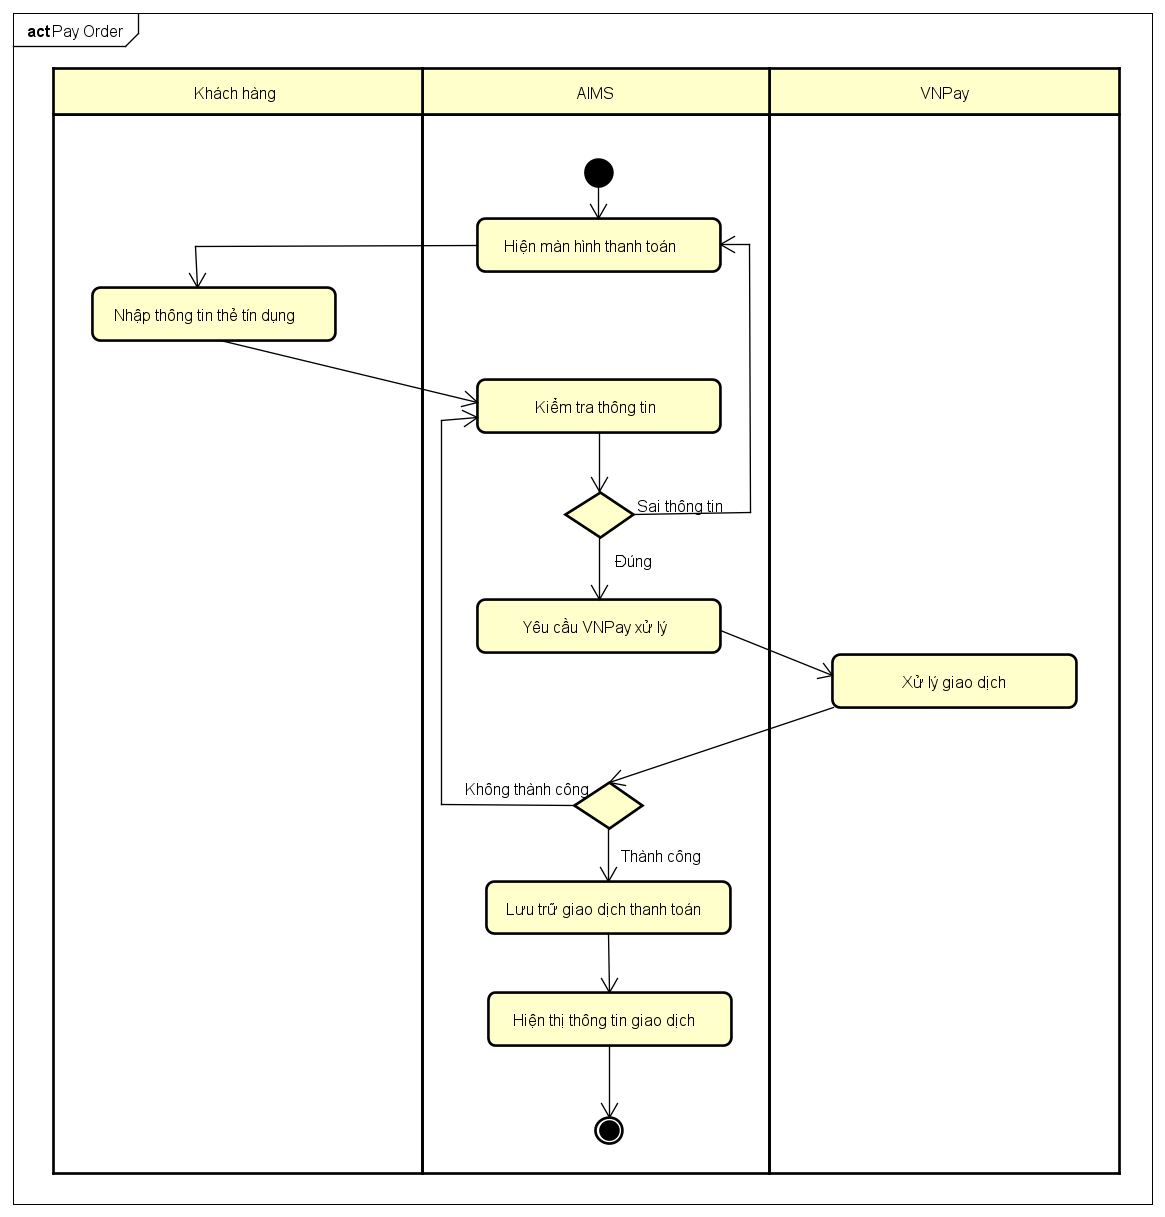 actPay Order
Khách hàng
AIMS
VNPay
Hiện màn hình thanh toán
Nhập thông tin thẻ tín dụng
Kiểm tra thông tin
Sai thông tin
Đúng
Yêu cầu VNPay xử lý
Xử lý giao dịch
Không thành công
Thành công
Lưu trữ giao dịch thanh toán
Hiện thị thông tin giao dịch